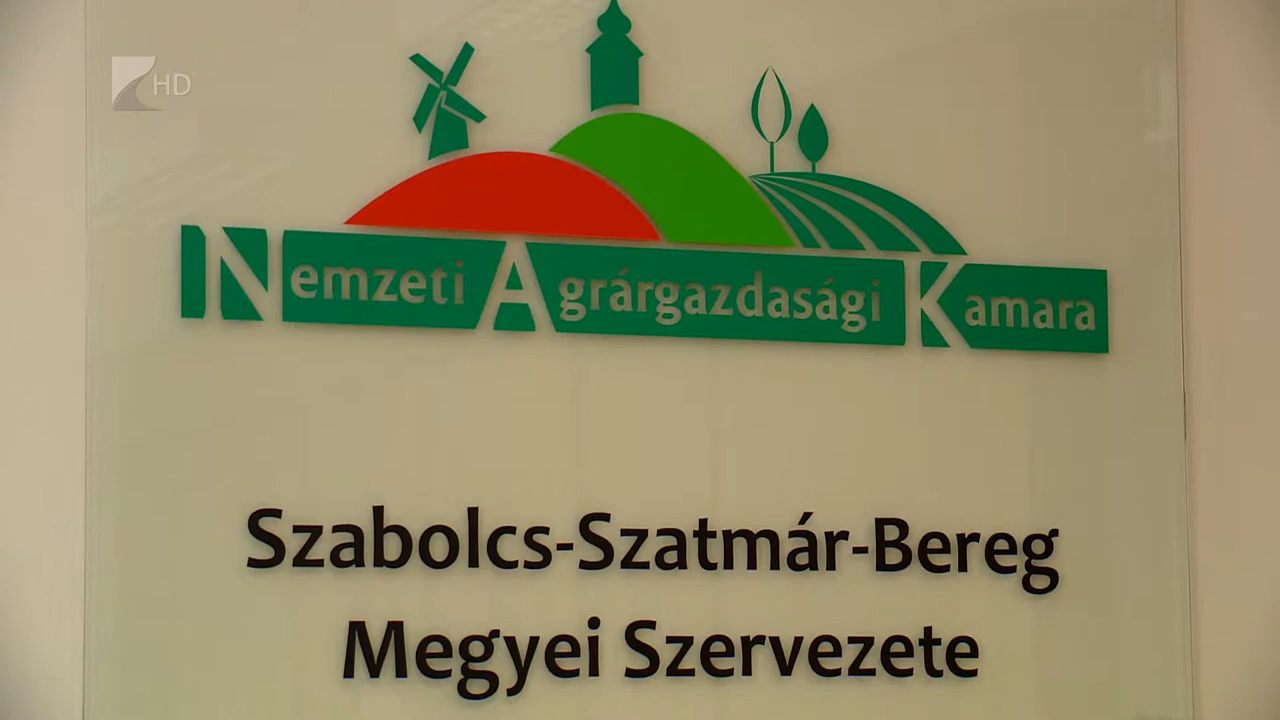 HD
Nemzeti Agrárgazdasági Kamara
Szabolcs-Szatmár-Bereg
Megyei Szervezete